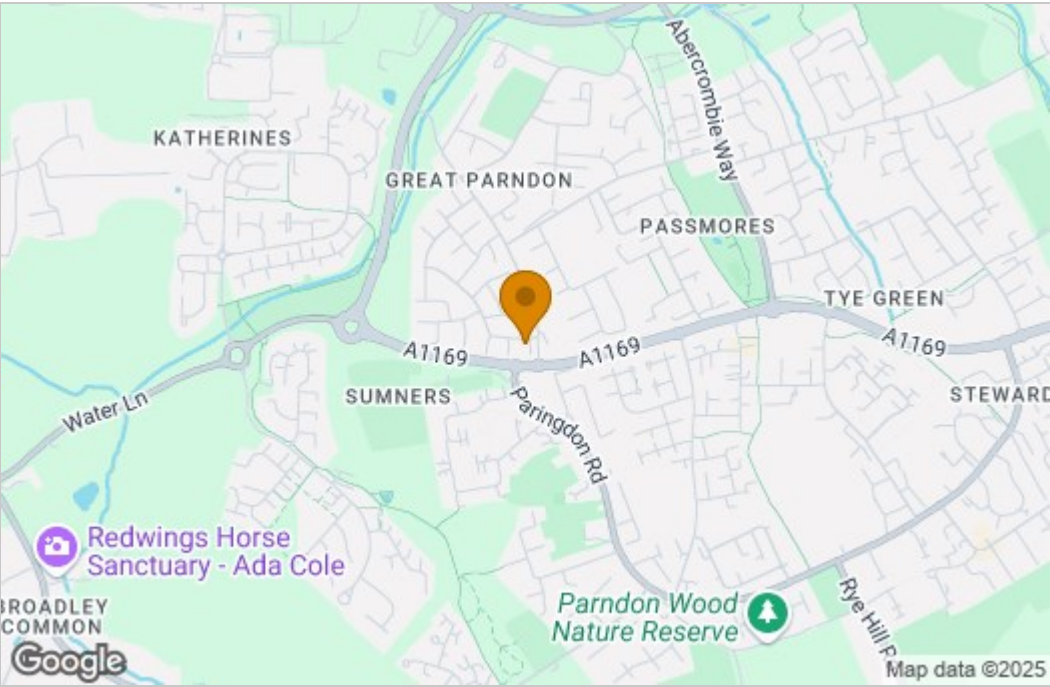 Abercrombie Way
KATHERINES
GREAT PARNDON
PASSMORES
TYE GREEN
A1169
A1169
A1169
SUMNERS
STEWARD
Water Ln
Paringdon Rd
Redwings Horse
Sanctuary - Ada Cole
BROADLEY
COMMON
Parndon Wood
Nature Reserve
Rye Hill R
Google
Map data ©2025